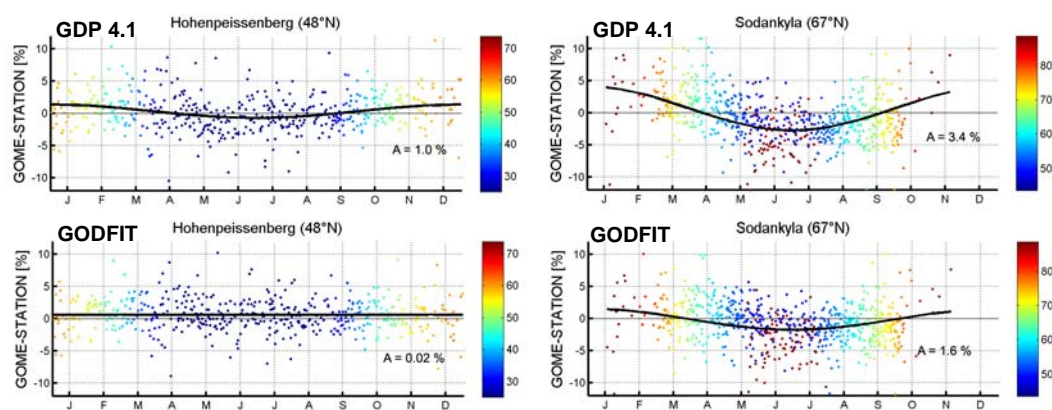 GDP 4.1
Hohenpeissenberg (48°N)
GOME-STATION [%]
10
5
0
-5
-10
A = 1.0 %
J F M A M J J A S O N D
70
60
50
40
30
GDP 4.1
Sodankyla (67°N)
GOME-STATION [%]
10
5
0
-5
-10
A = 3.4 %
J F M A M J J A S O N D
80
70
60
50
GODFIT
Hohenpeissenberg (48°N)
GOME-STATION [%]
10
5
0
-5
-10
A = 0.02 %
J F M A M J J A S O N D
70
60
50
40
30
GODFIT
Sodankyla (67°N)
GOME-STATION [%]
10
5
0
-5
-10
A = 1.6 %
J F M A M J J A S O N D
80
70
60
50